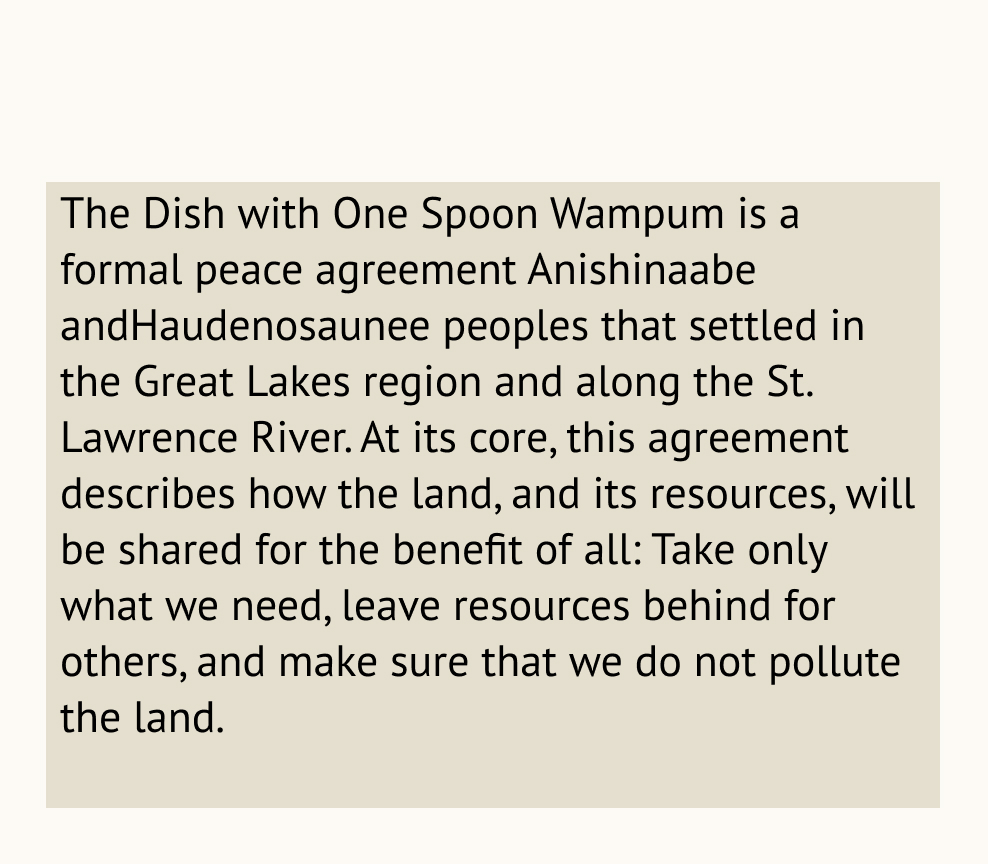 The Dish with One Spoon Wampum is a
formal peace agreement Anishinaabe
andHaudenosaunee peoples that settled in
the Great Lakes region and along the St.
Lawrence River. At its core, this agreement
describes how the land, and its resources, will
be shared for the benefit of all: Take only
what we need, leave resources behind for
others, and make sure that we do not pollute
the land.